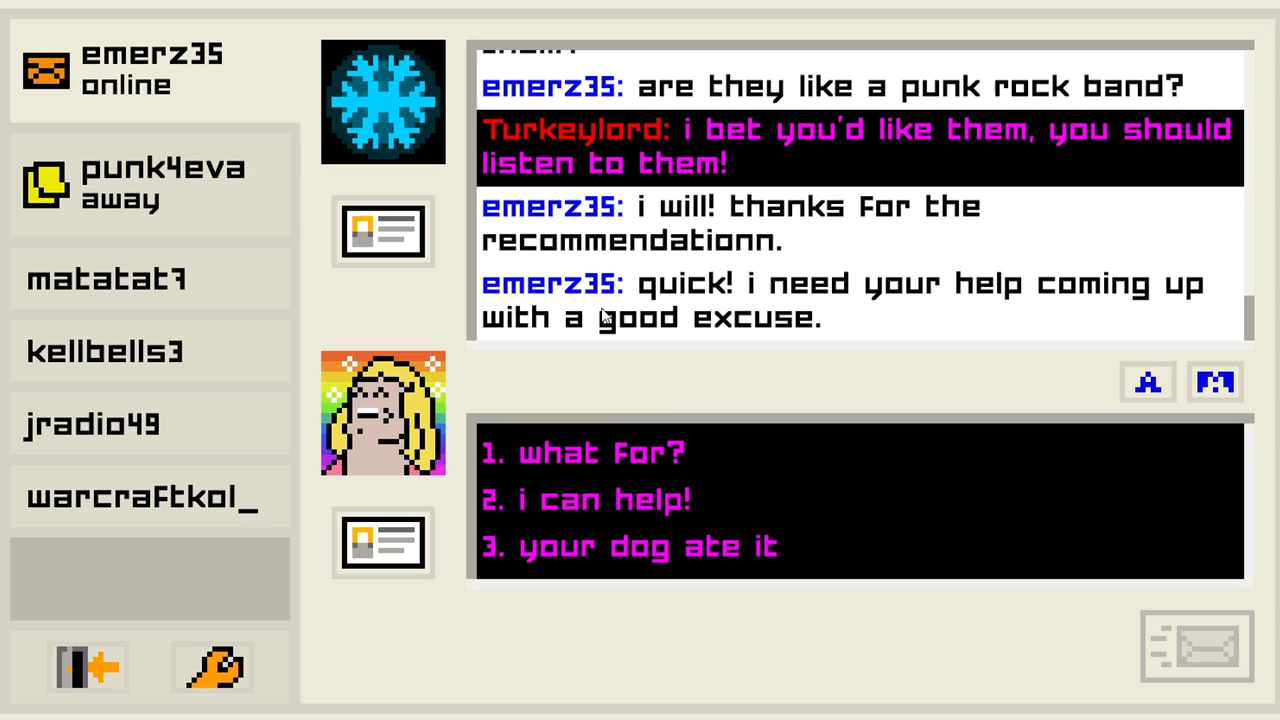 emerz35
online
punk4eva
away
matatat7
kellbells3
jradio49
warcraftkol_
emerz35: are they like a punk rock band?
Turkeylord: i bet you'd like them, you should
listen to them!
emerz35: i will! thanks for the
recommendationn.
emerz35: quick! i need your help coming up
with a good excuse.
A
1. what for?
2. i can help!
3. your dog ate it